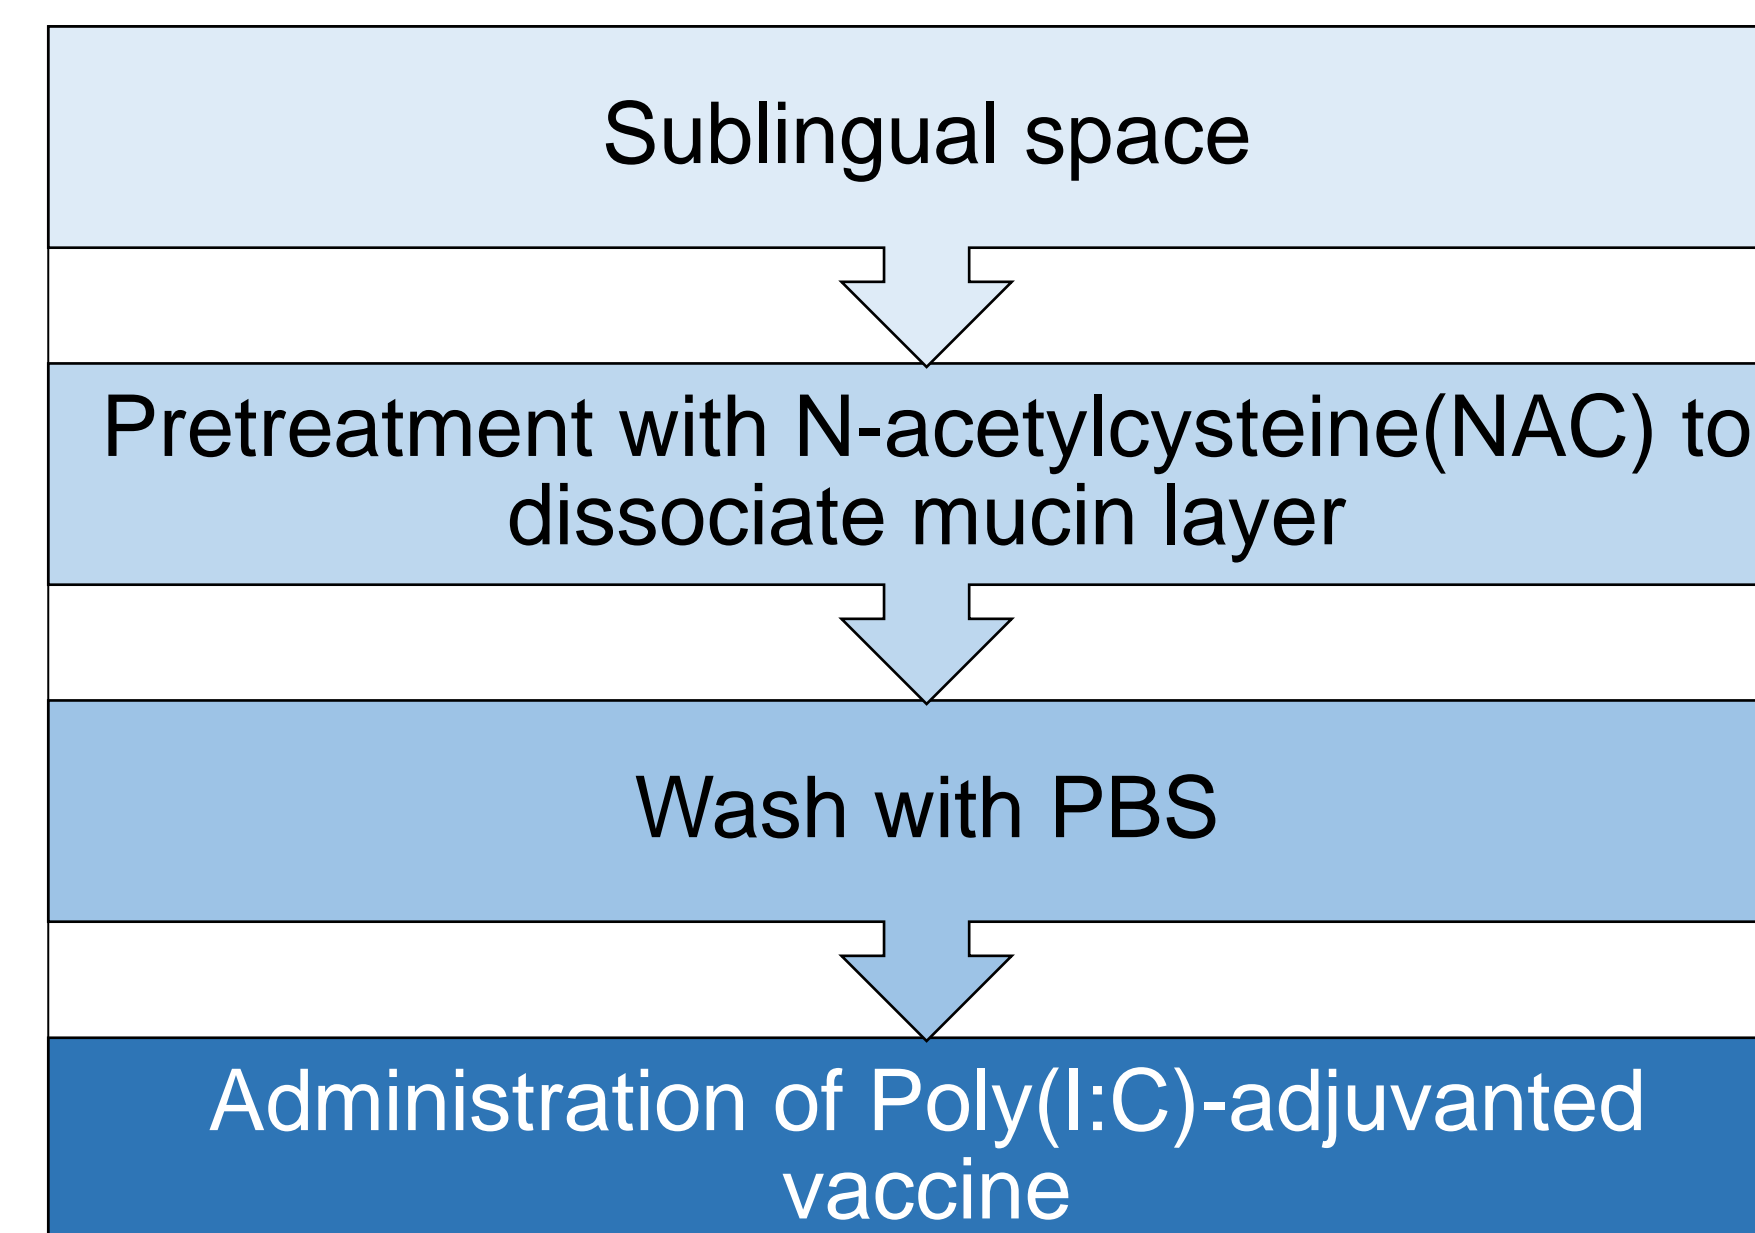 Sublingual space
Pretreatment with N-acetylcysteine(NAC) to
dissociate mucin layer
Wash with PBS
Administration of Poly(I:C)-adjuvanted
vaccine